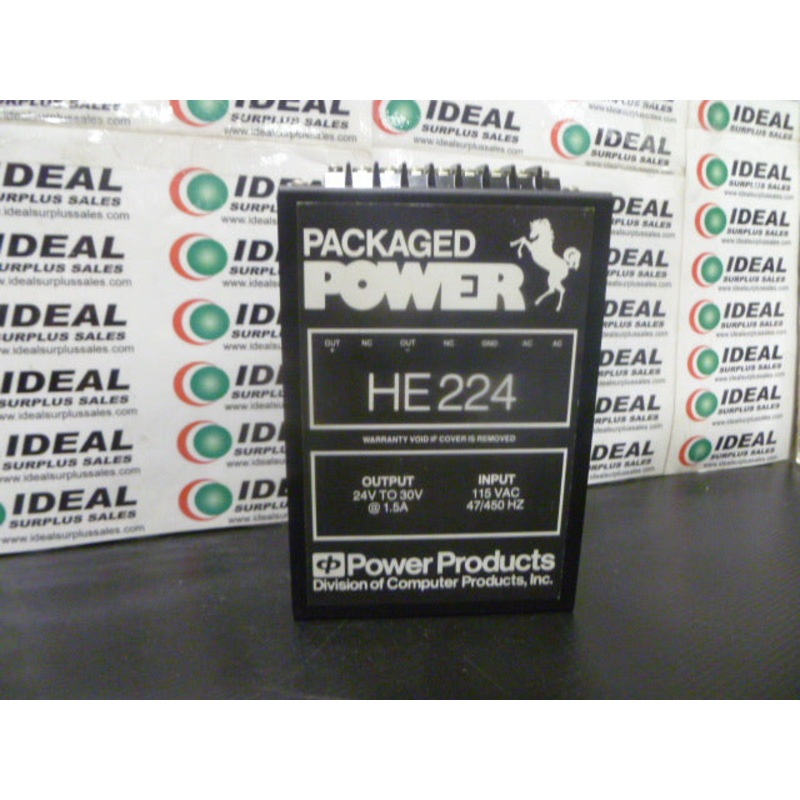 PACKAGED
POWER
OUT NC OUT NC GND AC AC
+ -
HE224
WARRANTY VOID IF COVER IS REMOVED
OUTPUT
24V TO 30V
@ 1.5A
INPUT
115 VAC
47/450 HZ
cp Power Products
Division of Computer Products, Inc.
IDEAL
SURPLUS SALES
www.idealsurplussales.com